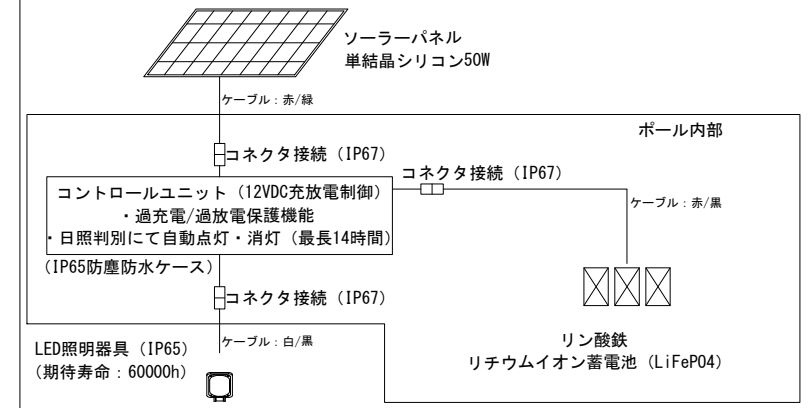 ソーラーパネル
単結晶シリコン50W
ケーブル：赤/緑
ポール内部
コネクタ接続（IP67）
コネクタ接続（IP67）
コントロールユニット（12VDC充放電制御）
・過充電/過放電保護機能
・日照判別にて自動点灯・消灯（最長14時間）
ケーブル：赤/黒
（IP65防塵防水ケース）
コネクタ接続（IP67）
ケーブル：白/黒
LED照明器具（IP65）
（期待寿命：60000h）
リン酸鉄
リチウムイオン蓄電池（LiFePO4）